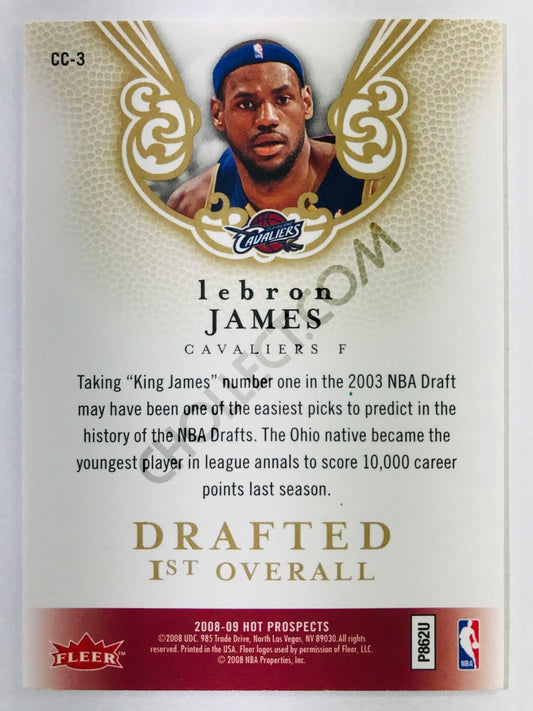 CC-3
CLEVELAND
CAVALIERS
lebron
JAMES
CAVALIERS F
Taking “King James” number one in the 2003 NBA Draft
may have been one of the easiest picks to predict in the
history of the NBA Drafts. The Ohio native became the
youngest player in league annals to score 10,000 career
points last season.
DRAFTED
1ST OVERALL
2008-09 HOT PROSPECTS
©2008 UDC. 985 Trade Drive, North Las Vegas, NV 89030. All rights
reserved. Printed in the USA. Fleer logos used by permission of Fleer, LLC.
© 2008 NBA Properties, Inc.
FLEER™
P862U
NBA
CHOLLECT.COM